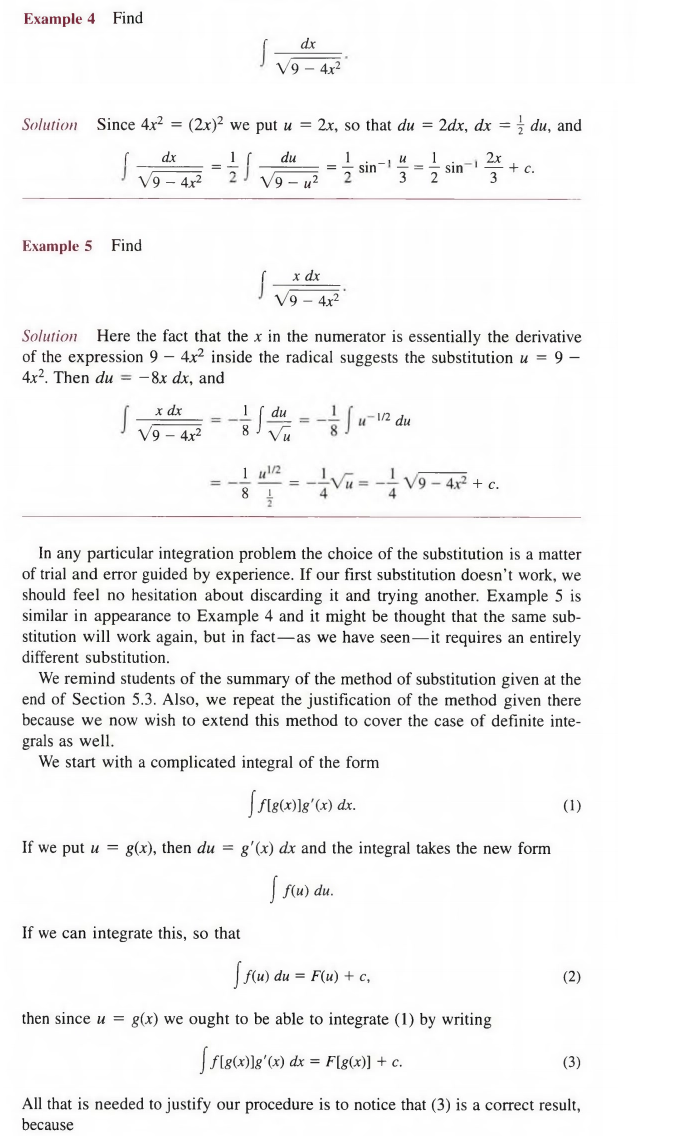 Example 4 Find
∫ dx / √(9 − 4x²).
Solution Since 4x² = (2x)² we put u = 2x, so that du = 2dx, dx = ½ du, and
∫ dx / √(9 − 4x²) = 1/2 ∫ du / √(9 − u²) = 1/2 sin⁻¹ u/3 = 1/2 sin⁻¹ 2x/3 + c.
Example 5 Find
∫ x dx / √(9 − 4x²).
Solution Here the fact that the x in the numerator is essentially the derivative
of the expression 9 − 4x² inside the radical suggests the substitution u = 9 −
4x². Then du = −8x dx, and
∫ x dx / √(9 − 4x²) = −1/8 ∫ du / √u = −1/8 ∫ u^(−1/2) du
= −1/8 u^(1/2) / (1/2) = −1/4 √u = −1/4 √(9 − 4x²) + c.
In any particular integration problem the choice of the substitution is a matter
of trial and error guided by experience. If our first substitution doesn't work, we
should feel no hesitation about discarding it and trying another. Example 5 is
similar in appearance to Example 4 and it might be thought that the same sub-
stitution will work again, but in fact—as we have seen—it requires an entirely
different substitution.
We remind students of the summary of the method of substitution given at the
end of Section 5.3. Also, we repeat the justification of the method given there
because we now wish to extend this method to cover the case of definite inte-
grals as well.
We start with a complicated integral of the form
∫ f[g(x)]g′(x) dx. (1)
If we put u = g(x), then du = g′(x) dx and the integral takes the new form
∫ f(u) du.
If we can integrate this, so that
∫ f(u) du = F(u) + c, (2)
then since u = g(x) we ought to be able to integrate (1) by writing
∫ f[g(x)]g′(x) dx = F[g(x)] + c. (3)
All that is needed to justify our procedure is to notice that (3) is a correct result,
because